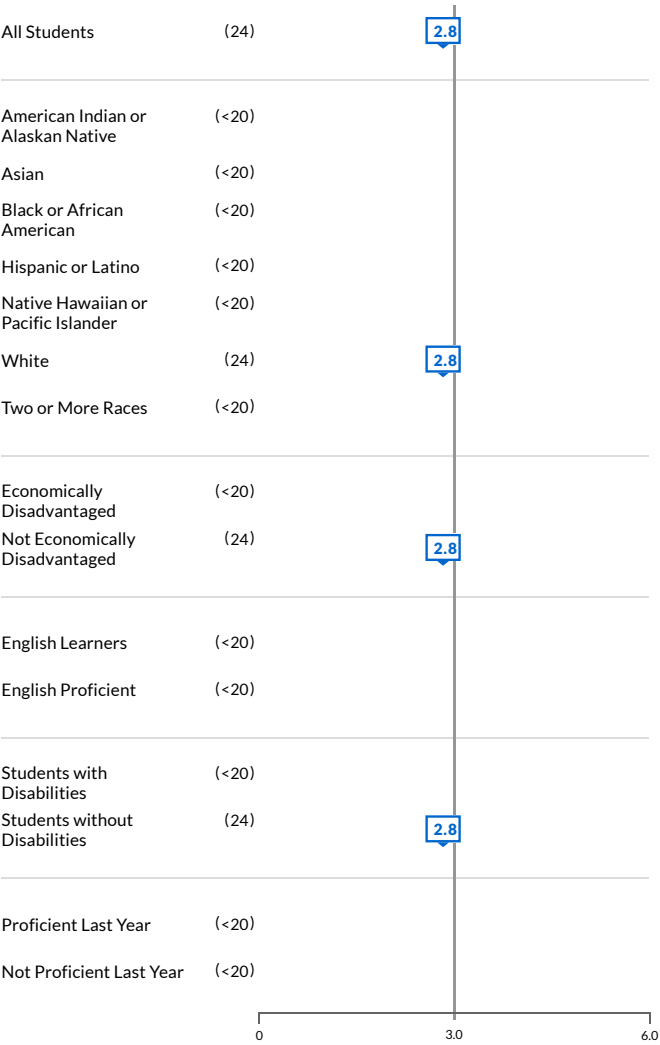 All Students (24) 2.8
American Indian or (<20)
Alaskan Native
Asian (<20)
Black or African (<20)
American
Hispanic or Latino (<20)
Native Hawaiian or (<20)
Pacific Islander
White (24) 2.8
Two or More Races (<20)
Economically (<20)
Disadvantaged
Not Economically (24) 2.8
Disadvantaged
English Learners (<20)
English Proficient (<20)
Students with (<20)
Disabilities
Students without (24) 2.8
Disabilities
Proficient Last Year (<20)
Not Proficient Last Year (<20)
0 3.0 6.0